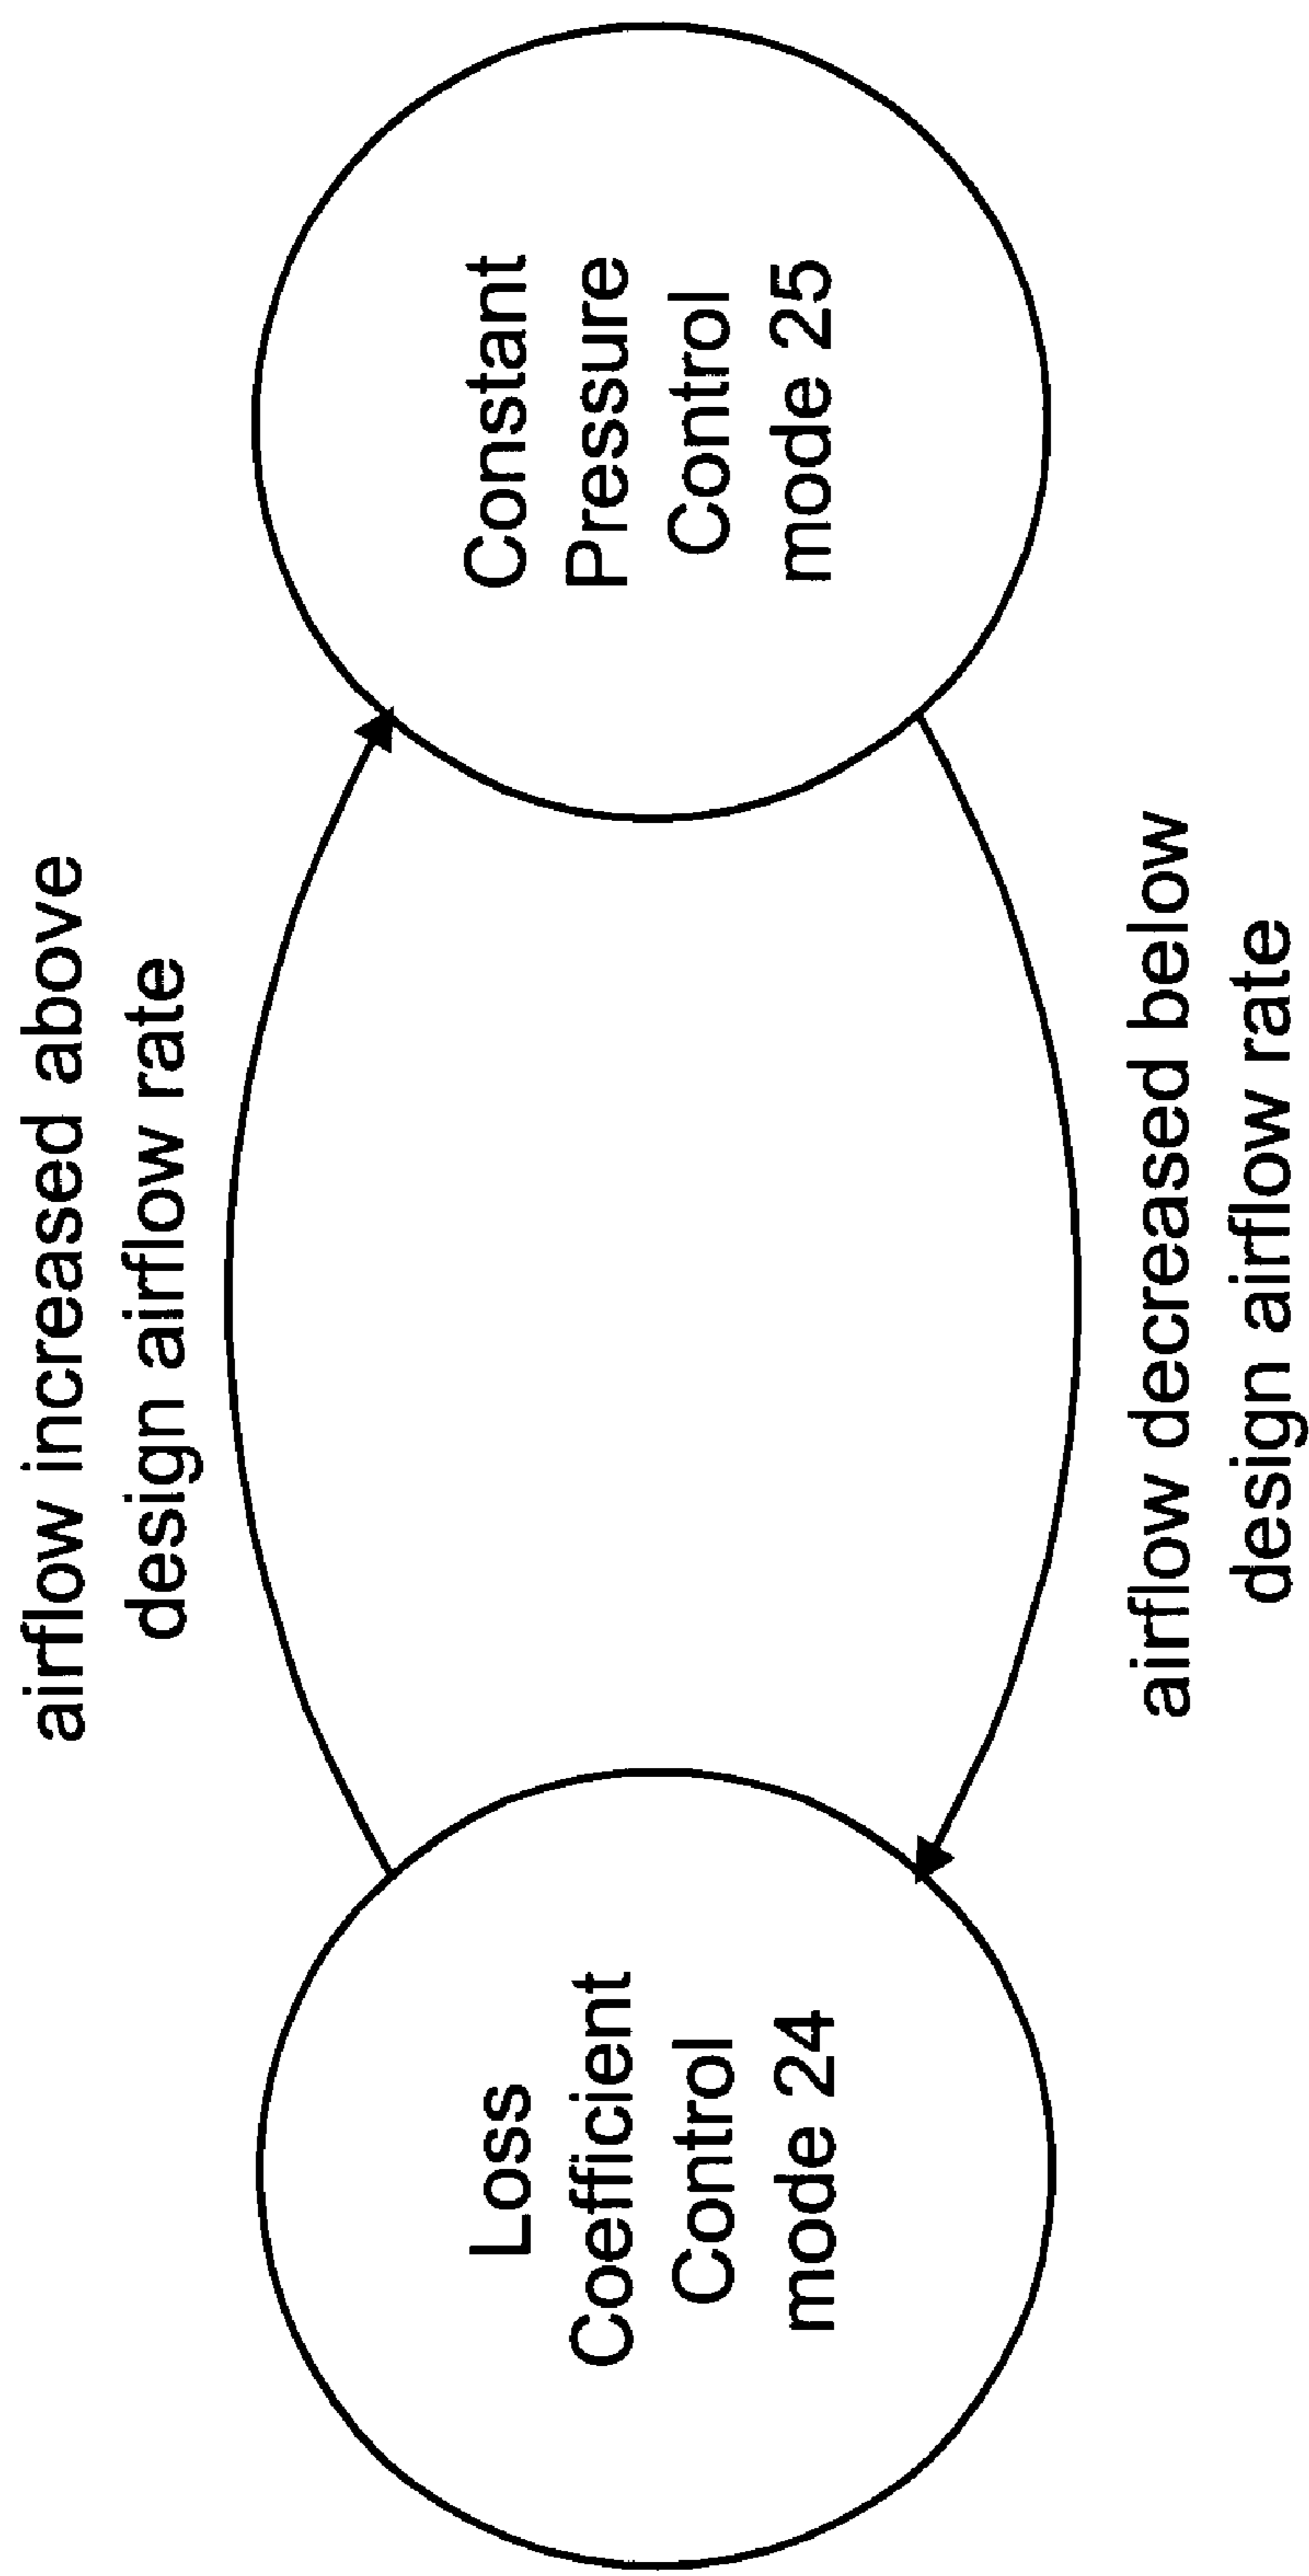 airflow increased above
design airflow rate
Loss
Coefficient
Control
mode 24
Constant
Pressure
Control
mode 25
airflow decreased below
design airflow rate